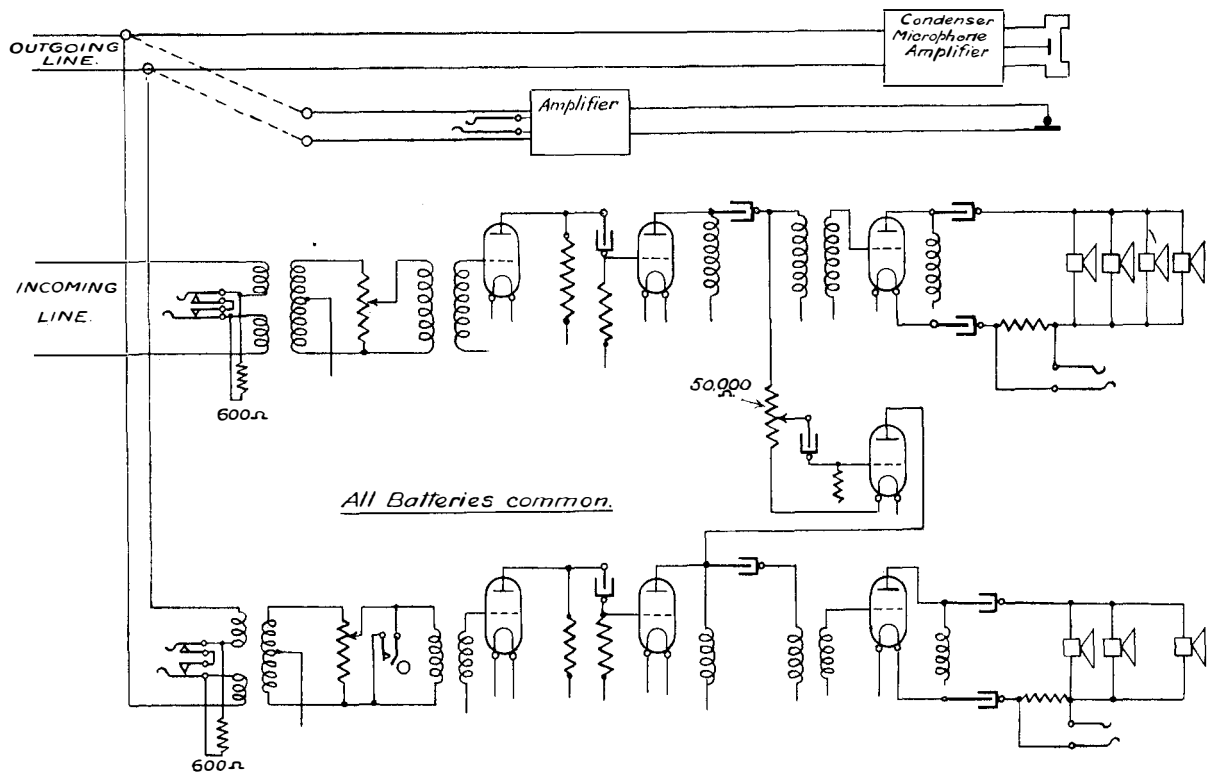 Condenser
Microphone
Amplifier
OUTGOING
LINE.
Amplifier
INCOMING
LINE.
600Ω
50,000
Ω
All Batteries common.
600Ω